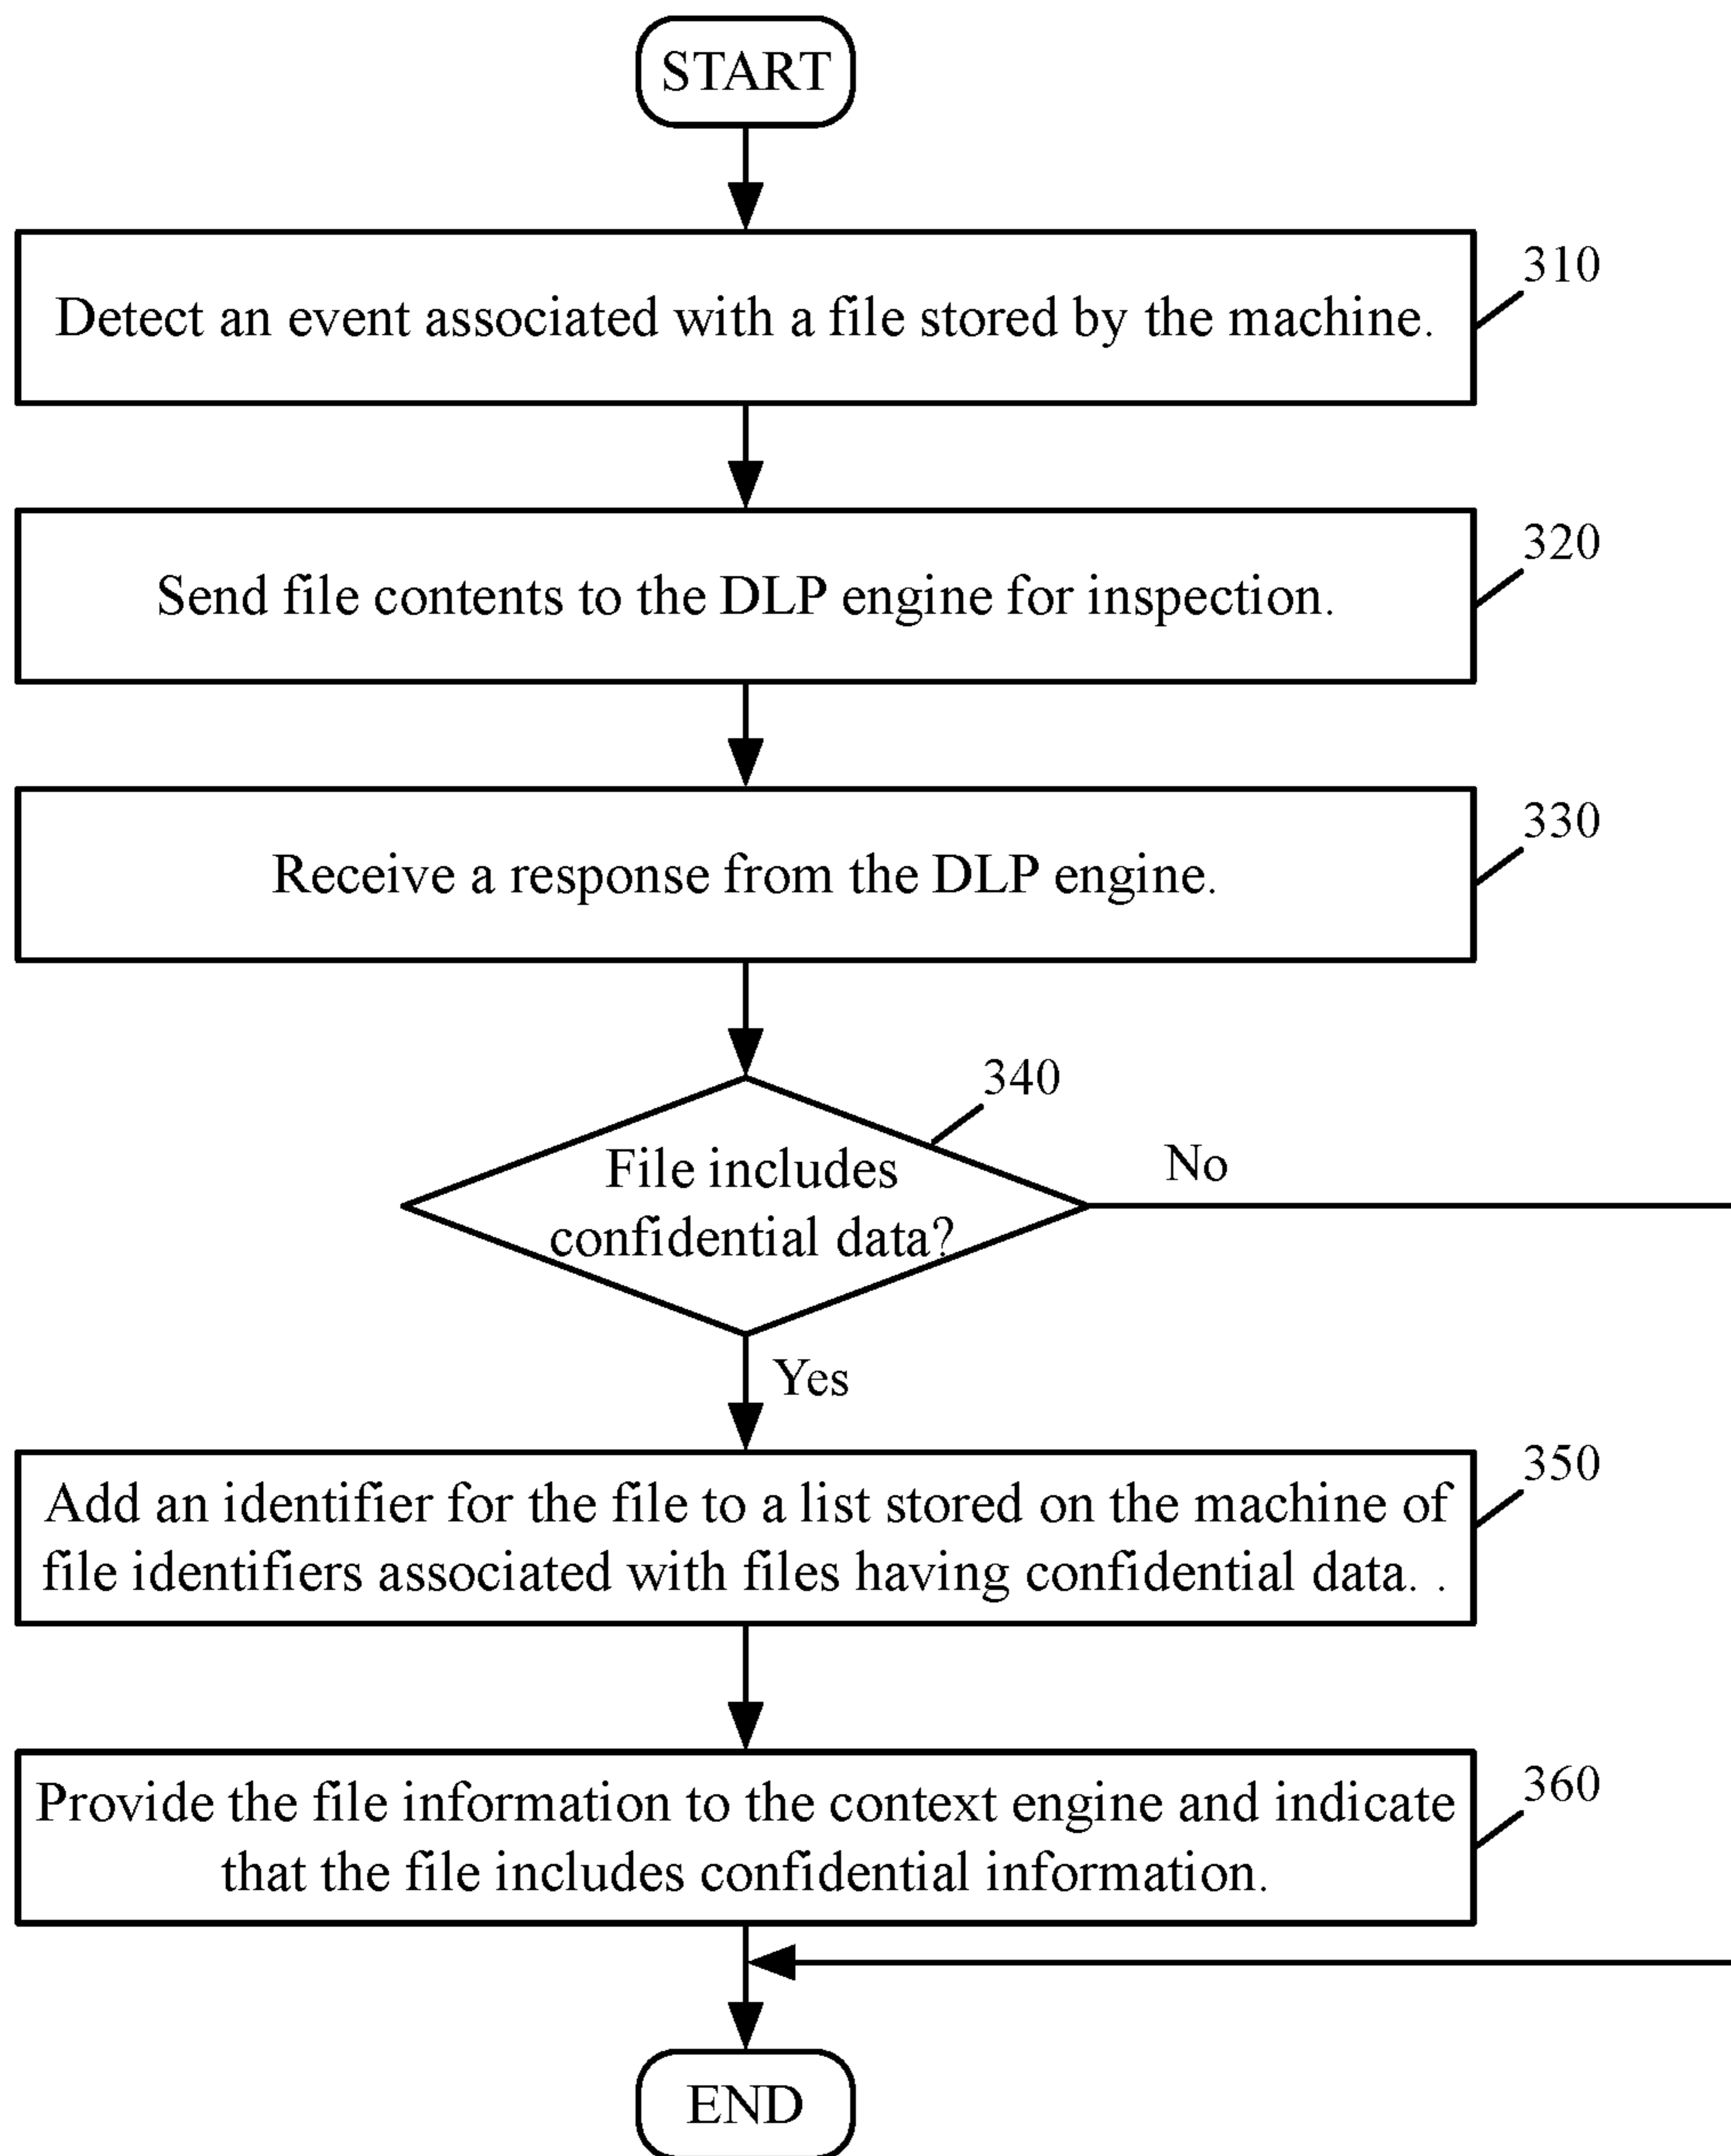 START
310
Detect an event associated with a file stored by the machine.
320
Send file contents to the DLP engine for inspection.
330
Receive a response from the DLP engine.
340
File includes
confidential data?
No
Yes
350
Add an identifier for the file to a list stored on the machine of
file identifiers associated with files having confidential data. .
360
Provide the file information to the context engine and indicate
that the file includes confidential information.
END